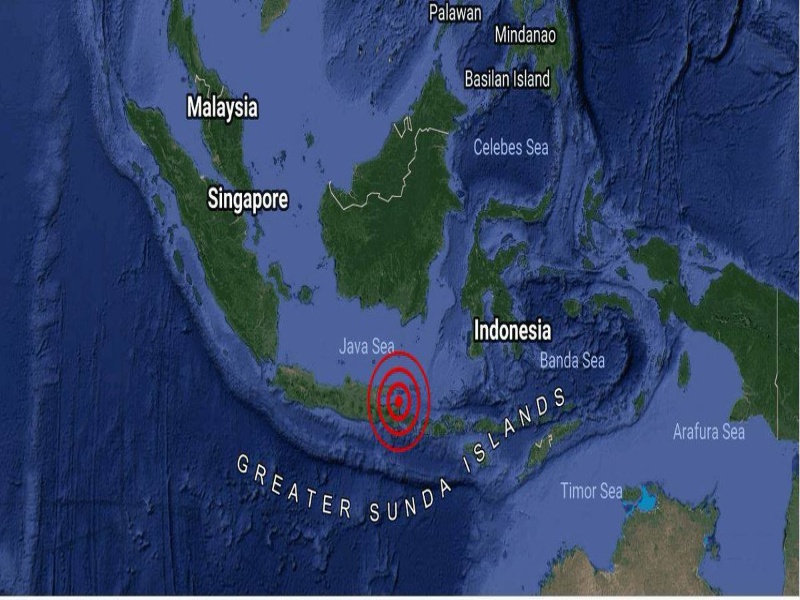 Palawan
Mindanao
Basilan Island
Malaysia
Celebes Sea
Singapore
Indonesia
Java Sea
Banda Sea
GREATER SUNDA ISLANDS
Arafura Sea
Timor Sea